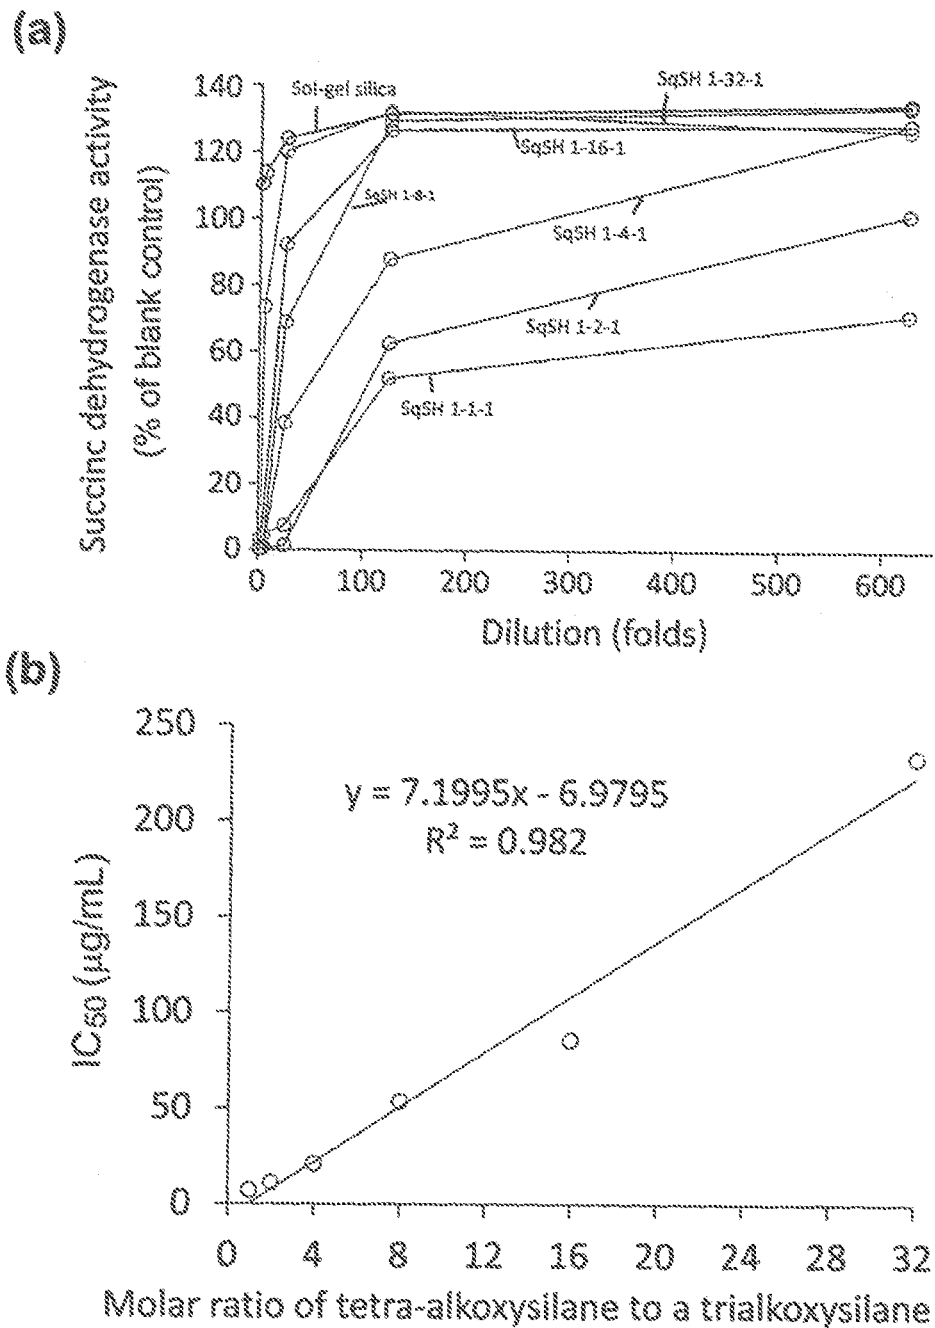 (a)
Succinc dehydrogenase activity
(% of blank control)
140
120
100
80
60
40
20
0
Sol-gel silica
SqSH 1-32-1
SqSH 1-16-1
SqSH 1-8-1
SqSH 1-4-1
SqSH 1-2-1
SqSH 1-1-1
0 100 200 300 400 500 600
Dilution (folds)
(b)
IC50 (µg/mL)
250
200
150
100
50
0
y = 7.1995x - 6.9795
R² = 0.982
0 4 8 12 16 20 24 28 32
Molar ratio of tetra-alkoxysilane to a trialkoxysilane